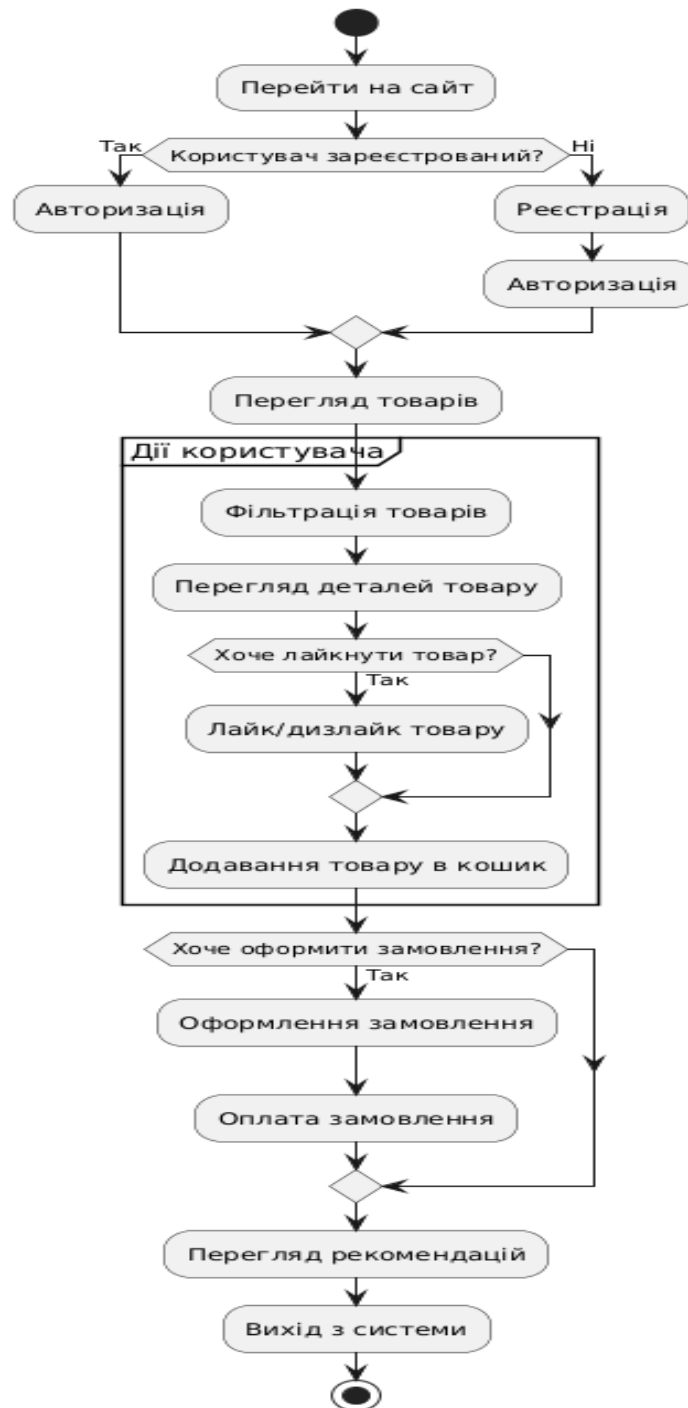 Перейти на сайт
Так
Користувач зареєстрований?
Ні
Авторизація
Реєстрація
Авторизація
Перегляд товарів
Дії користувача
Фільтрація товарів
Перегляд деталей товару
Хоче лайкнути товар?
Так
Лайк/дизлайк товару
Додавання товару в кошик
Хоче оформити замовлення?
Так
Оформлення замовлення
Оплата замовлення
Перегляд рекомендацій
Вихід з системи